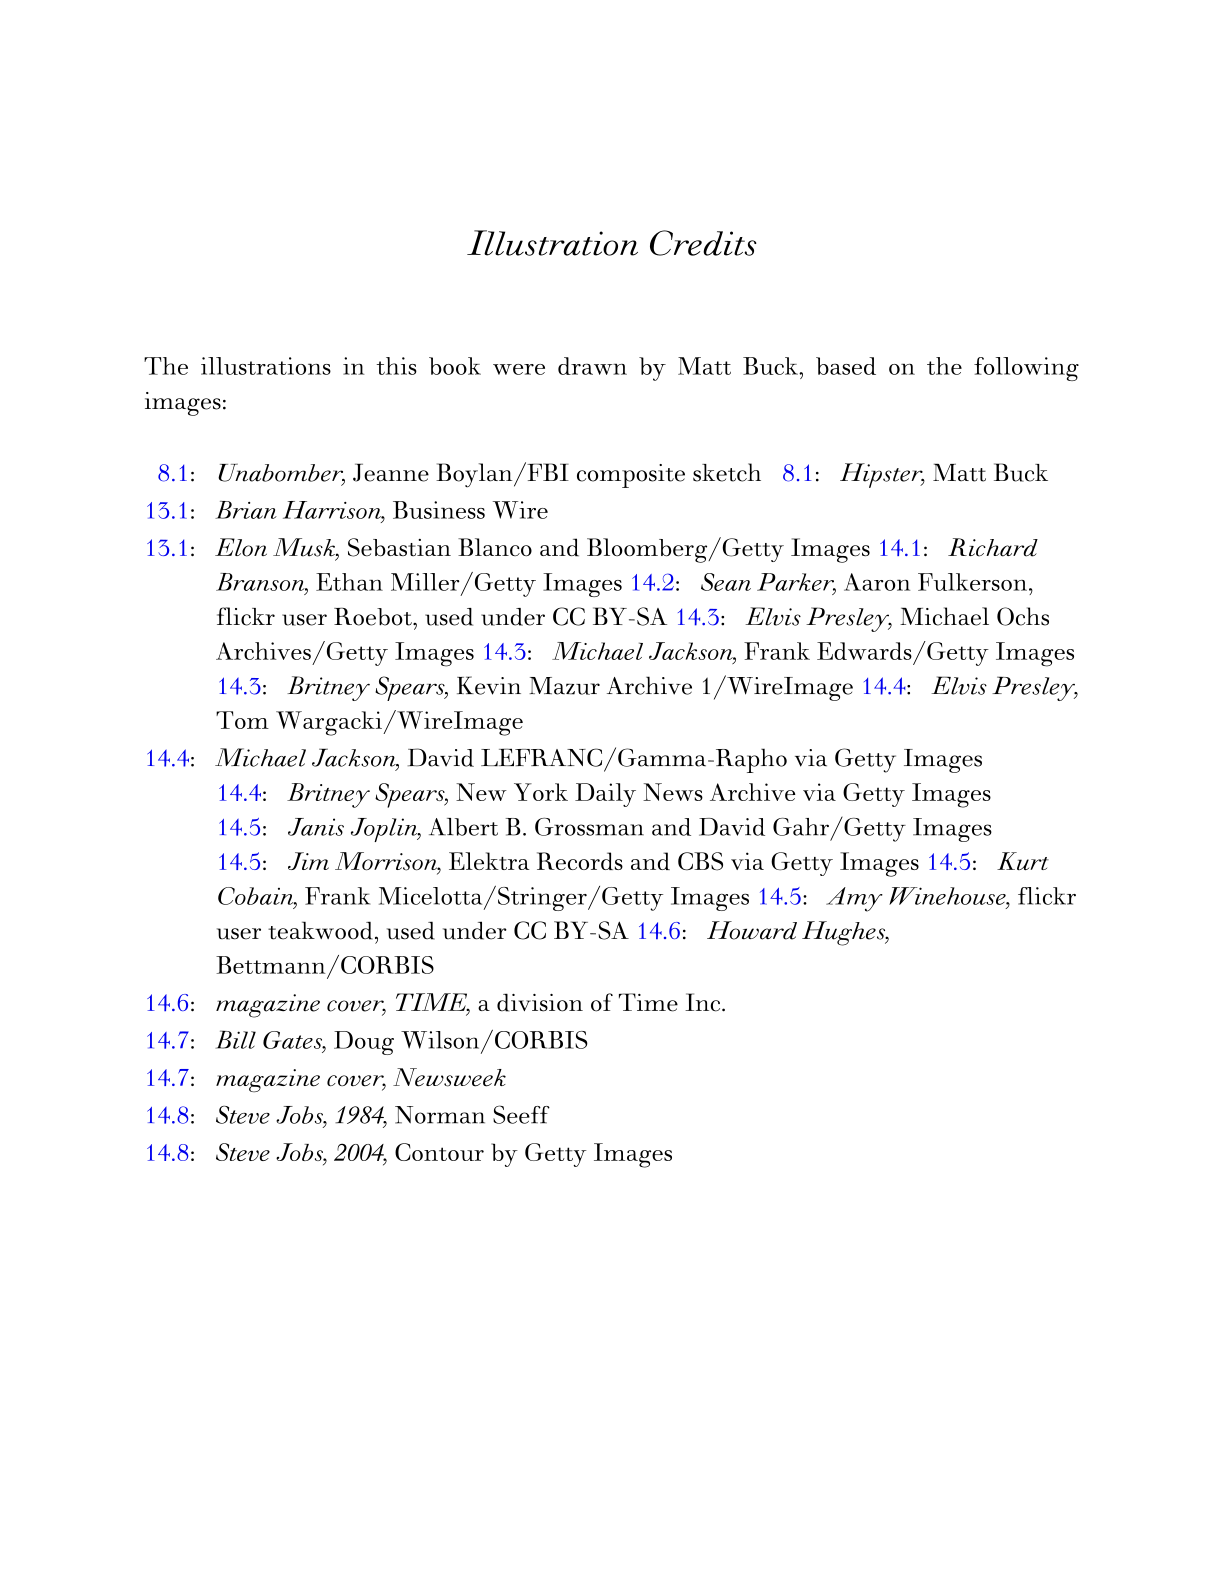 Illustration Credits
The illustrations in this book were drawn by Matt Buck, based on the following
images:
8.1: Unabomber, Jeanne Boylan/FBI composite sketch 8.1: Hipster, Matt Buck
13.1: Brian Harrison, Business Wire
13.1: Elon Musk, Sebastian Blanco and Bloomberg/Getty Images 14.1: Richard
Branson, Ethan Miller/Getty Images 14.2: Sean Parker, Aaron Fulkerson,
flickr user Roebot, used under CC BY-SA 14.3: Elvis Presley, Michael Ochs
Archives/Getty Images 14.3: Michael Jackson, Frank Edwards/Getty Images
14.3: Britney Spears, Kevin Mazur Archive 1/WireImage 14.4: Elvis Presley,
Tom Wargacki/WireImage
14.4: Michael Jackson, David LEFRANC/Gamma-Rapho via Getty Images
14.4: Britney Spears, New York Daily News Archive via Getty Images
14.5: Janis Joplin, Albert B. Grossman and David Gahr/Getty Images
14.5: Jim Morrison, Elektra Records and CBS via Getty Images 14.5: Kurt
Cobain, Frank Micelotta/Stringer/Getty Images 14.5: Amy Winehouse, flickr
user teakwood, used under CC BY-SA 14.6: Howard Hughes,
Bettmann/CORBIS
14.6: magazine cover, TIME, a division of Time Inc.
14.7: Bill Gates, Doug Wilson/CORBIS
14.7: magazine cover, Newsweek
14.8: Steve Jobs, 1984, Norman Seeff
14.8: Steve Jobs, 2004, Contour by Getty Images